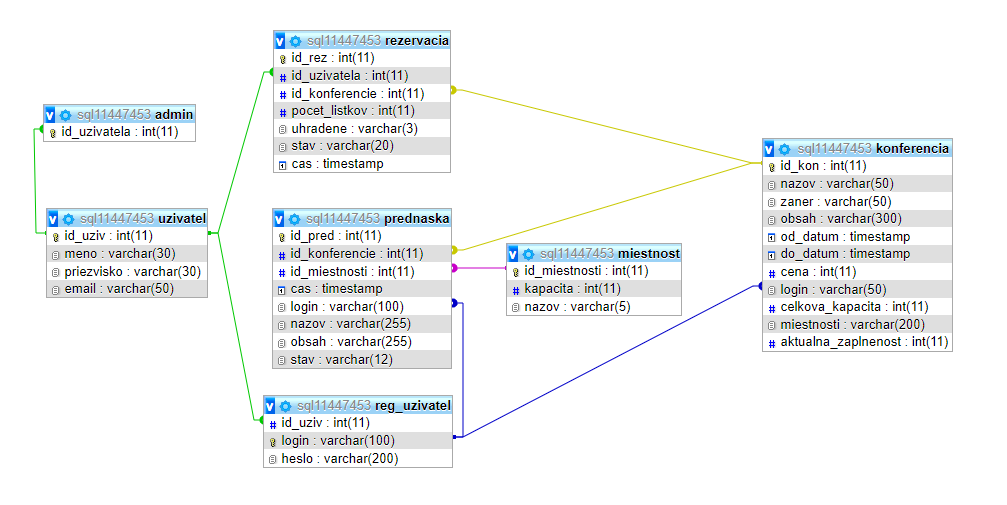 v sql11447453 rezervacia
id_rez : int(11)
# id_uzivatela : int(11)
# id_konferencie : int(11)
# pocet_listkov : int(11)
uhradene : varchar(3)
stav : varchar(20)
cas : timestamp
v sql11447453 admin
id_uzivatela : int(11)
v sql11447453 uzivatel
id_uziv : int(11)
meno : varchar(30)
priezvisko : varchar(30)
email : varchar(50)
v sql11447453 prednaska
id_pred : int(11)
# id_konferencie : int(11)
# id_miestnosti : int(11)
cas : timestamp
login : varchar(100)
nazov : varchar(255)
obsah : varchar(255)
stav : varchar(12)
v sql11447453 miestnost
id_miestnosti : int(11)
# kapacita : int(11)
nazov : varchar(5)
v sql11447453 konferencia
id_kon : int(11)
nazov : varchar(50)
zaner : varchar(50)
obsah : varchar(300)
od_datum : timestamp
do_datum : timestamp
# cena : int(11)
login : varchar(50)
# celkova_kapacita : int(11)
miestnosti : varchar(200)
# aktualna_zaplnenost : int(11)
v sql11447453 reg_uzivatel
# id_uziv : int(11)
login : varchar(100)
heslo : varchar(200)